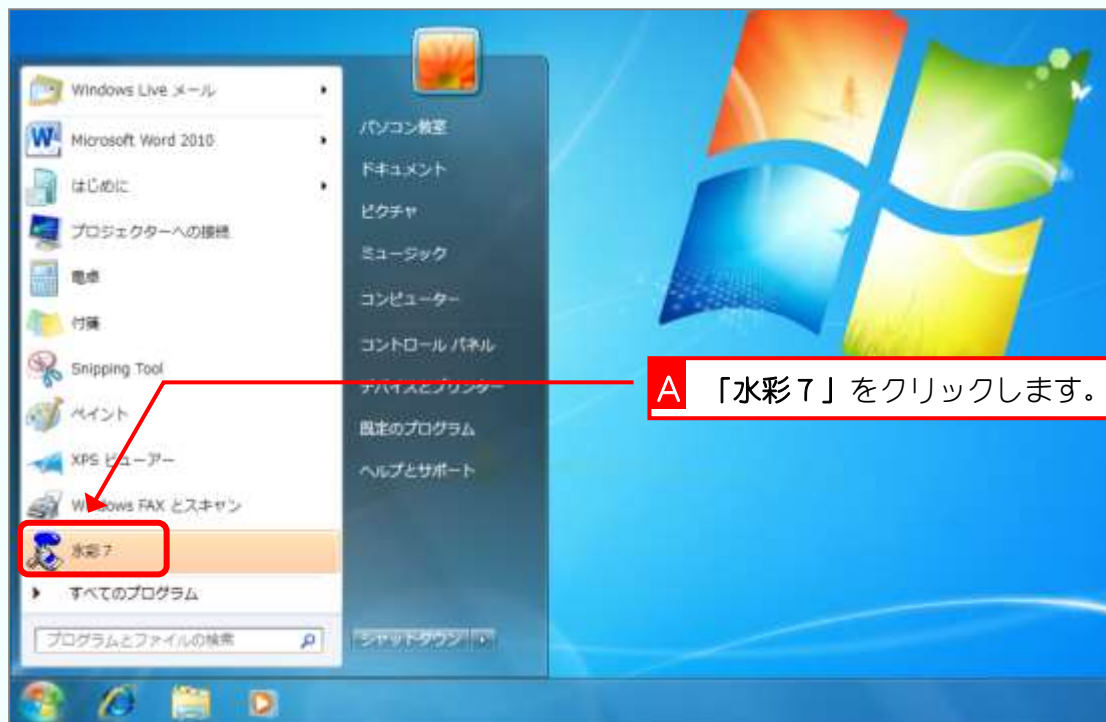 Windows Live メール
Microsoft Word 2010
はじめに
プロジェクターへの接続
電卓
付箋
Snipping Tool
ペイント
XPS ビューアー
Windows FAX とスキャン
水彩7
すべてのプログラム
プログラムとファイルの検索
パソコン教室
ドキュメント
ピクチャ
ミュージック
コンピューター
コントロール パネル
デバイスとプリンター
既定のプログラム
ヘルプとサポート
シャットダウン
A 「水彩７」をクリックします。